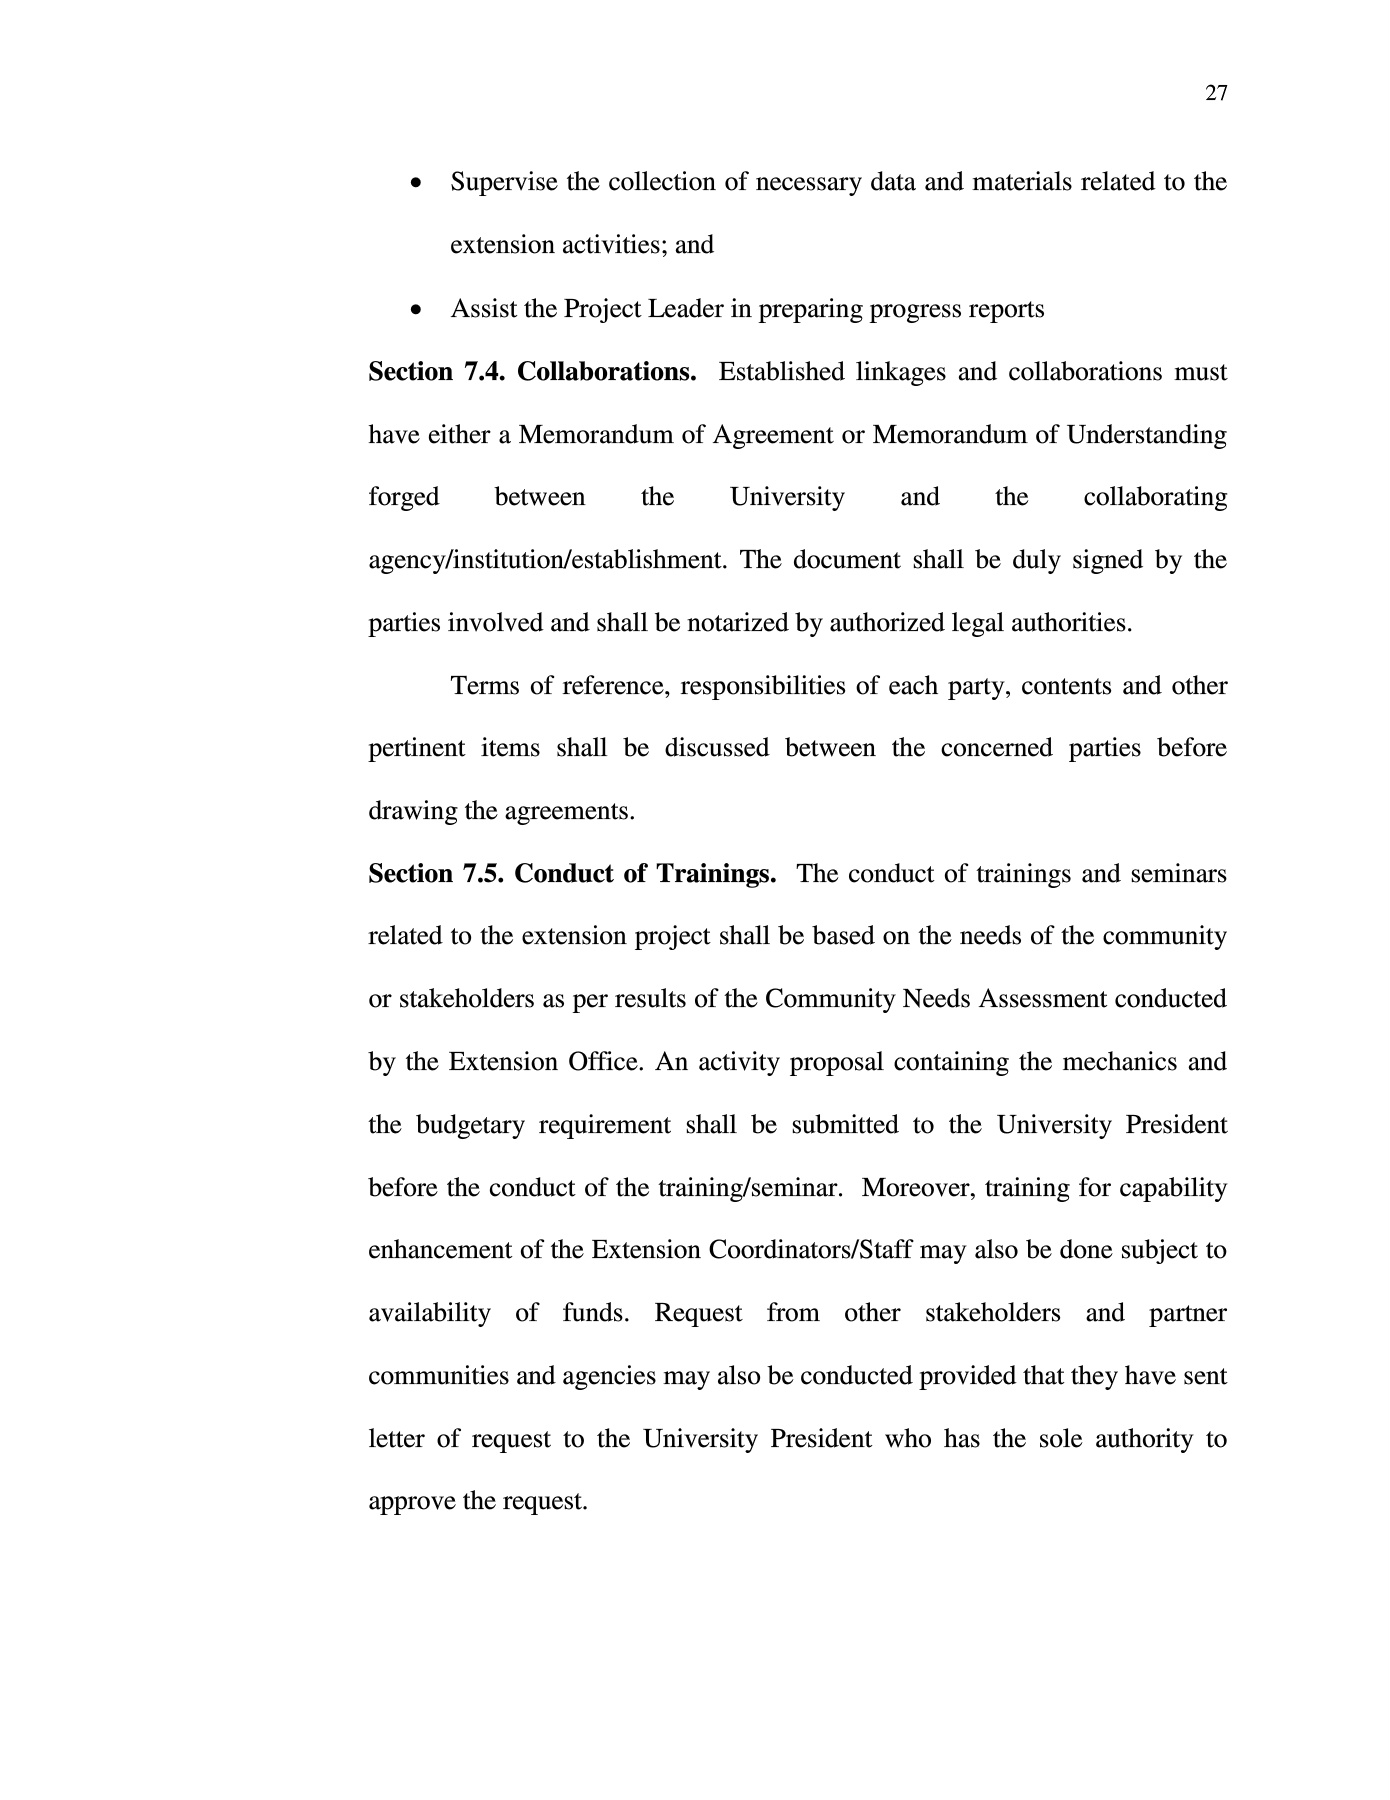 27
• Supervise the collection of necessary data and materials related to the
extension activities; and
• Assist the Project Leader in preparing progress reports
Section 7.4. Collaborations. Established linkages and collaborations must
have either a Memorandum of Agreement or Memorandum of Understanding
forged between the University and the collaborating
agency/institution/establishment. The document shall be duly signed by the
parties involved and shall be notarized by authorized legal authorities.
Terms of reference, responsibilities of each party, contents and other
pertinent items shall be discussed between the concerned parties before
drawing the agreements.
Section 7.5. Conduct of Trainings. The conduct of trainings and seminars
related to the extension project shall be based on the needs of the community
or stakeholders as per results of the Community Needs Assessment conducted
by the Extension Office. An activity proposal containing the mechanics and
the budgetary requirement shall be submitted to the University President
before the conduct of the training/seminar. Moreover, training for capability
enhancement of the Extension Coordinators/Staff may also be done subject to
availability of funds. Request from other stakeholders and partner
communities and agencies may also be conducted provided that they have sent
letter of request to the University President who has the sole authority to
approve the request.